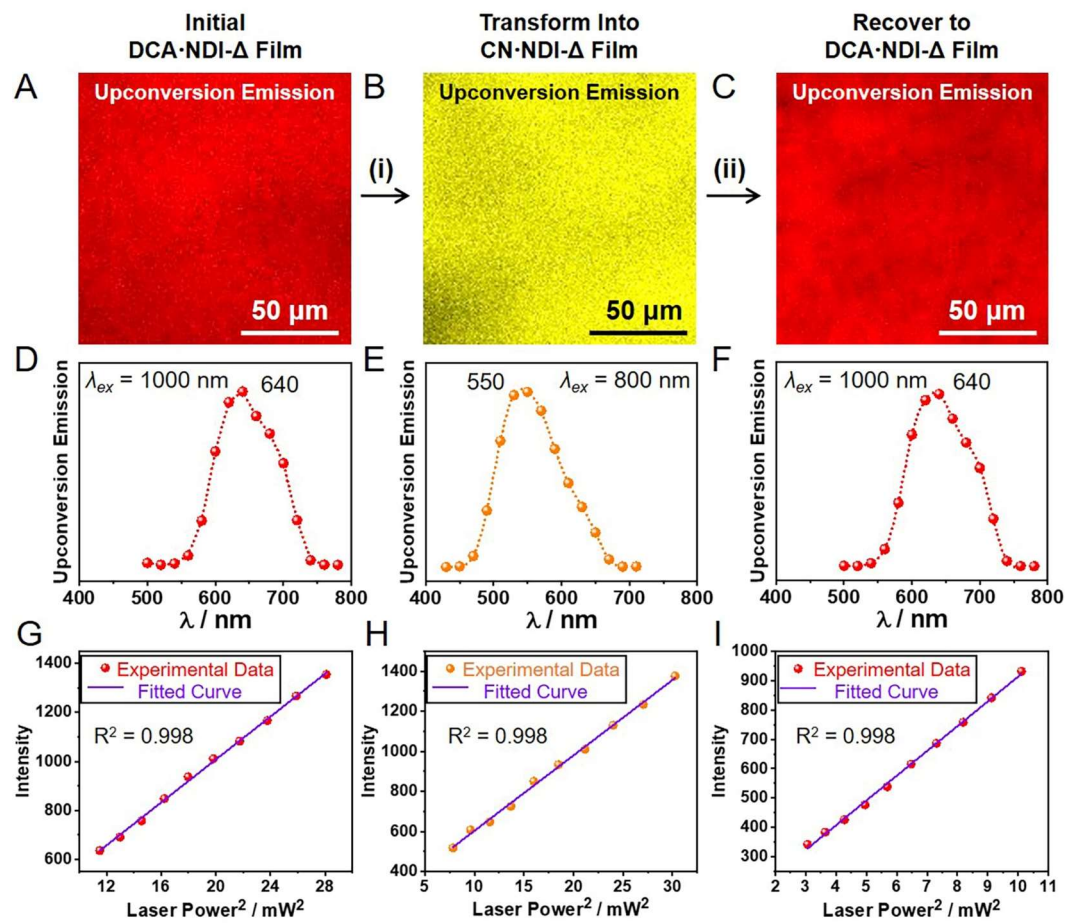 Initial
DCA·NDI-Δ Film
Transform Into
CN·NDI-Δ Film
Recover to
DCA·NDI-Δ Film
A
Upconversion Emission
50 μm
(i)
B
Upconversion Emission
50 μm
(ii)
C
Upconversion Emission
50 μm
D
λex = 1000 nm
640
Upconversion Emission
400 500 600 700 800
λ / nm
E
550
λex = 800 nm
Upconversion Emission
400 500 600 700 800
λ / nm
F
λex = 1000 nm
640
Upconversion Emission
400 500 600 700 800
λ / nm
G
Experimental Data
Fitted Curve
R² = 0.998
Intensity
1400
1200
1000
800
600
12 16 20 24 28
Laser Power² / mW²
H
Experimental Data
Fitted Curve
R² = 0.998
Intensity
1400
1200
1000
800
600
400
5 10 15 20 25 30
Laser Power² / mW²
I
Experimental Data
Fitted Curve
R² = 0.998
Intensity
1000
900
800
700
600
500
400
300
2 3 4 5 6 7 8 9 10 11
Laser Power² / mW²